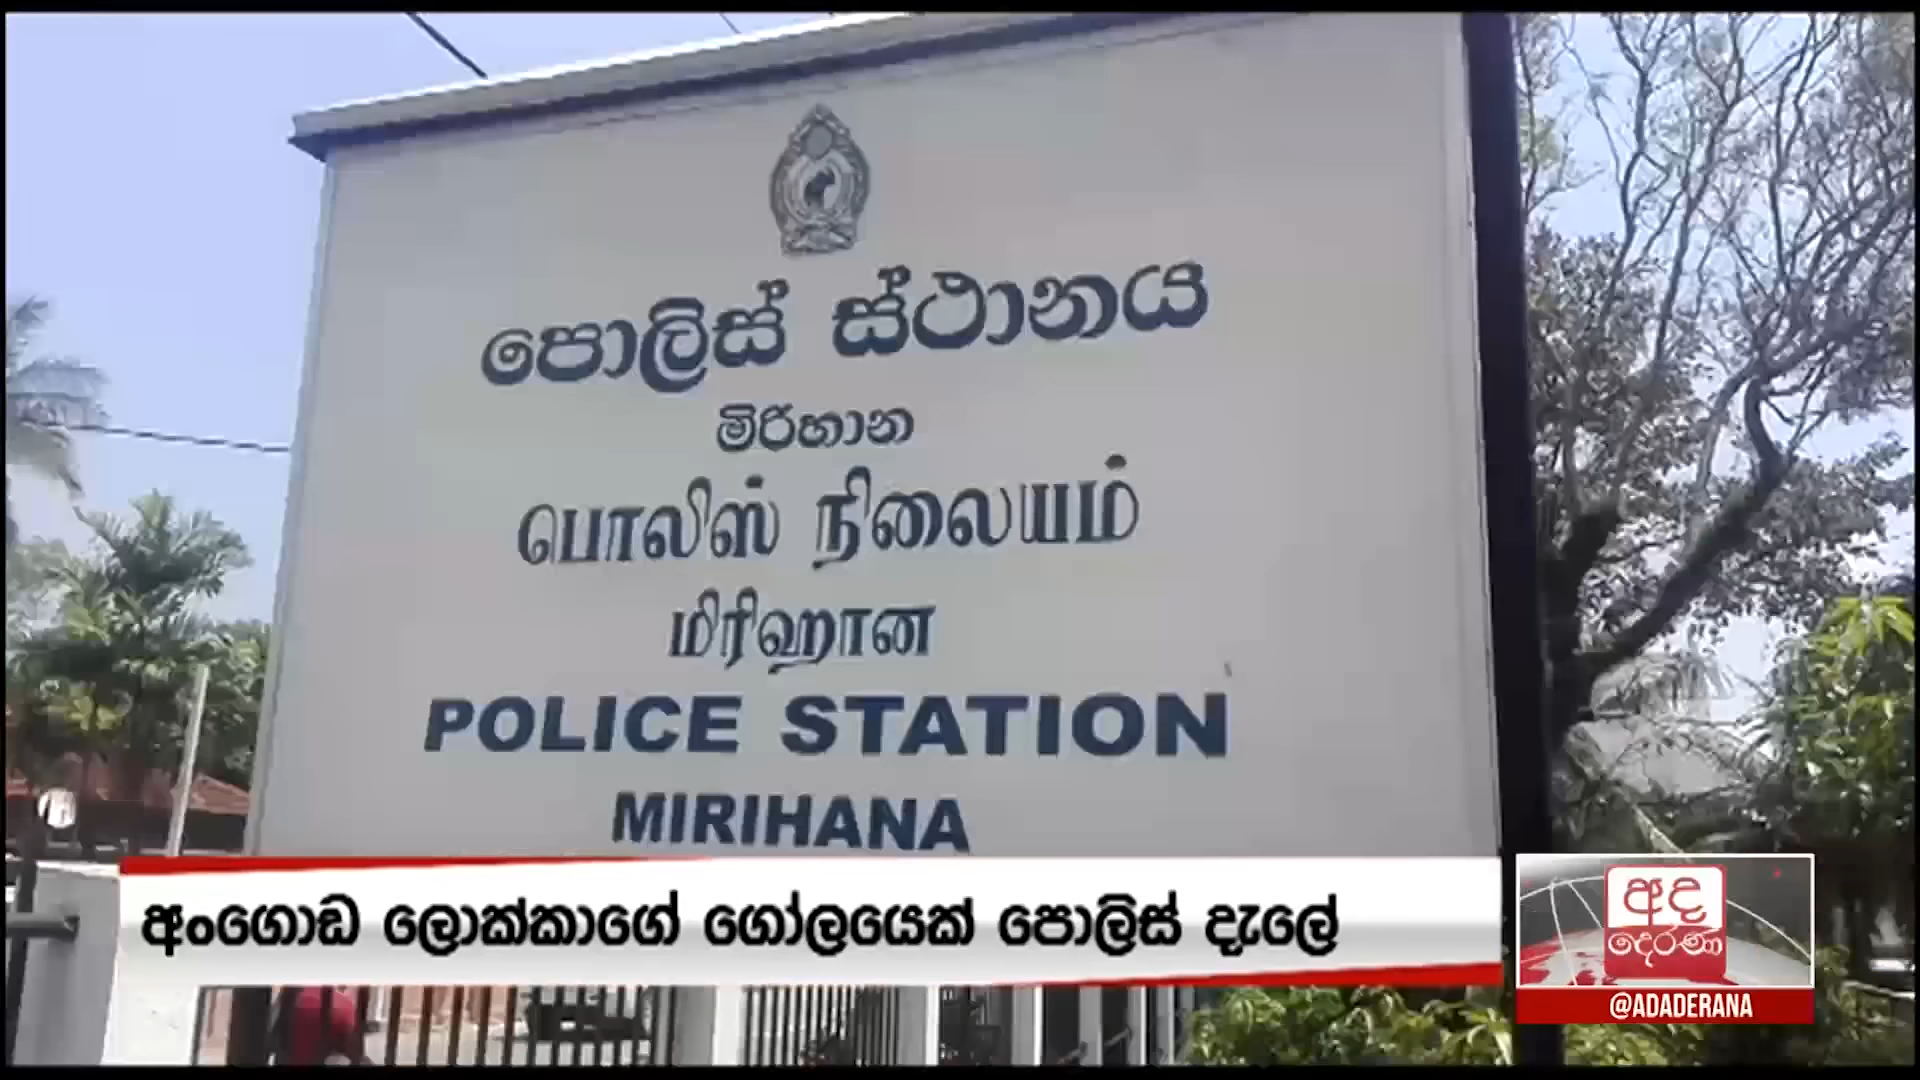 පොලිස් ස්ථානය
මිරිහාන
பொலிஸ் நிலையம்
மிரிஹான
POLICE STATION
MIRIHANA
අංගොඩ ලොක්කාගේ ගෝලයෙක් පොලිස් දැලේ
අද
දෙරණ
@ADADERANA